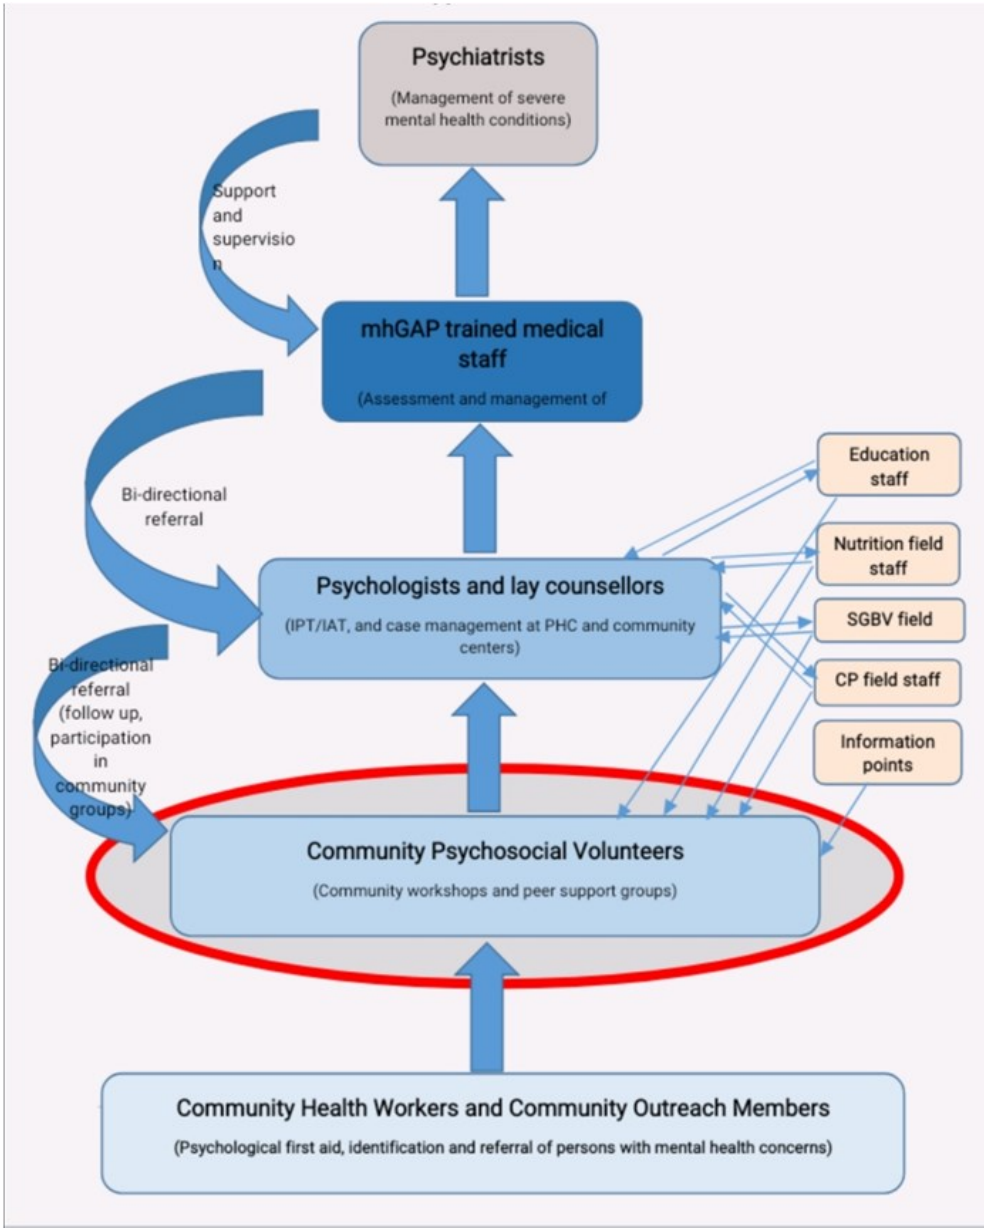 Psychiatrists
(Management of severe
mental health conditions)
Support
and
supervisio
n
mhGAP trained medical
staff
(Assessment and management of
Bi-directional
referral
Education
staff
Nutrition field
staff
SGBV field
CP field staff
Information
points
Psychologists and lay counsellors
(IPT/IAT, and case management at PHC and community
centers)
Bi-directional
referral
(follow up,
participation
in
community
groups)
Community Psychosocial Volunteers
(Community workshops and peer support groups)
Community Health Workers and Community Outreach Members
(Psychological first aid, identification and referral of persons with mental health concerns)